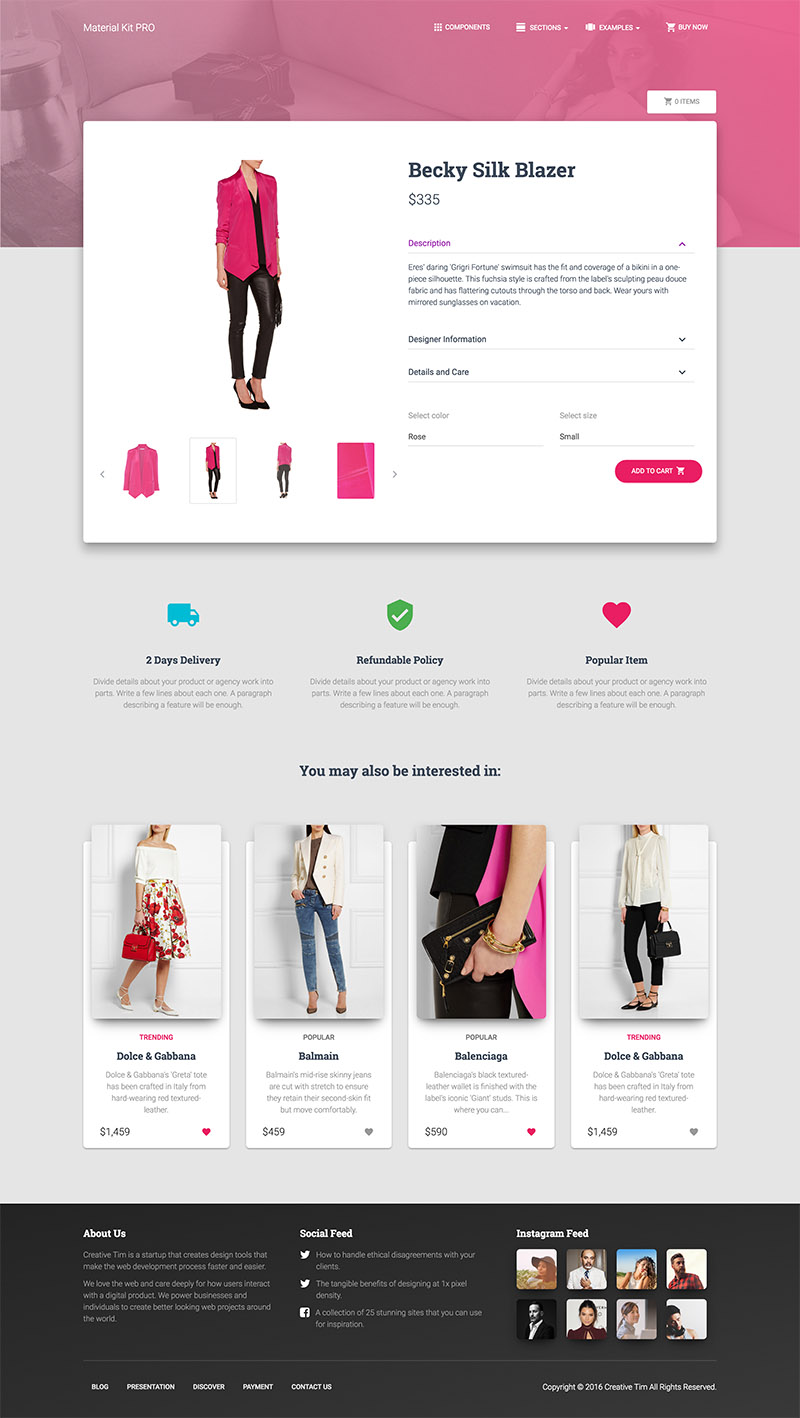 Material Kit PRO
COMPONENTS
SECTIONS
EXAMPLES
BUY NOW
0 ITEMS
Becky Silk Blazer
$335
Description
Eres' daring 'Grigri Fortune' swimsuit has the fit and coverage of a bikini in a one-
piece silhouette. This fuchsia style is crafted from the label's sculpting peau douce
fabric and has flattering cutouts through the torso and back. Wear yours with
mirrored sunglasses on vacation.
Designer Information
Details and Care
Select color
Select size
Rose
Small
ADD TO CART
2 Days Delivery
Divide details about your product or agency work into
parts. Write a few lines about each one. A paragraph
describing a feature will be enough.
Refundable Policy
Divide details about your product or agency work into
parts. Write a few lines about each one. A paragraph
describing a feature will be enough.
Popular Item
Divide details about your product or agency work into
parts. Write a few lines about each one. A paragraph
describing a feature will be enough.
You may also be interested in:
TRENDING
Dolce & Gabbana
Dolce & Gabbana's 'Greta' tote
has been crafted in Italy from
hard-wearing red textured-
leather.
$1,459
POPULAR
Balmain
Balmain's mid-rise skinny jeans
are cut with stretch to ensure
they retain their second-skin fit
but move comfortably.
$459
POPULAR
Balenciaga
Balenciaga's black textured-
leather wallet is finished with the
label's iconic 'Giant' studs. This is
where you can...
$590
TRENDING
Dolce & Gabbana
Dolce & Gabbana's 'Greta' tote
has been crafted in Italy from
hard-wearing red textured-
leather.
$1,459
About Us
Creative Tim is a startup that creates design tools that
make the web development process faster and easier.
We love the web and care deeply for how users interact
with a digital product. We power businesses and
individuals to create better looking web projects around
the world.
Social Feed
How to handle ethical disagreements with your
clients.
The tangible benefits of designing at 1x pixel
density.
A collection of 25 stunning sites that you can use
for inspiration.
Instagram Feed
BLOG
PRESENTATION
DISCOVER
PAYMENT
CONTACT US
Copyright © 2016 Creative Tim All Rights Reserved.